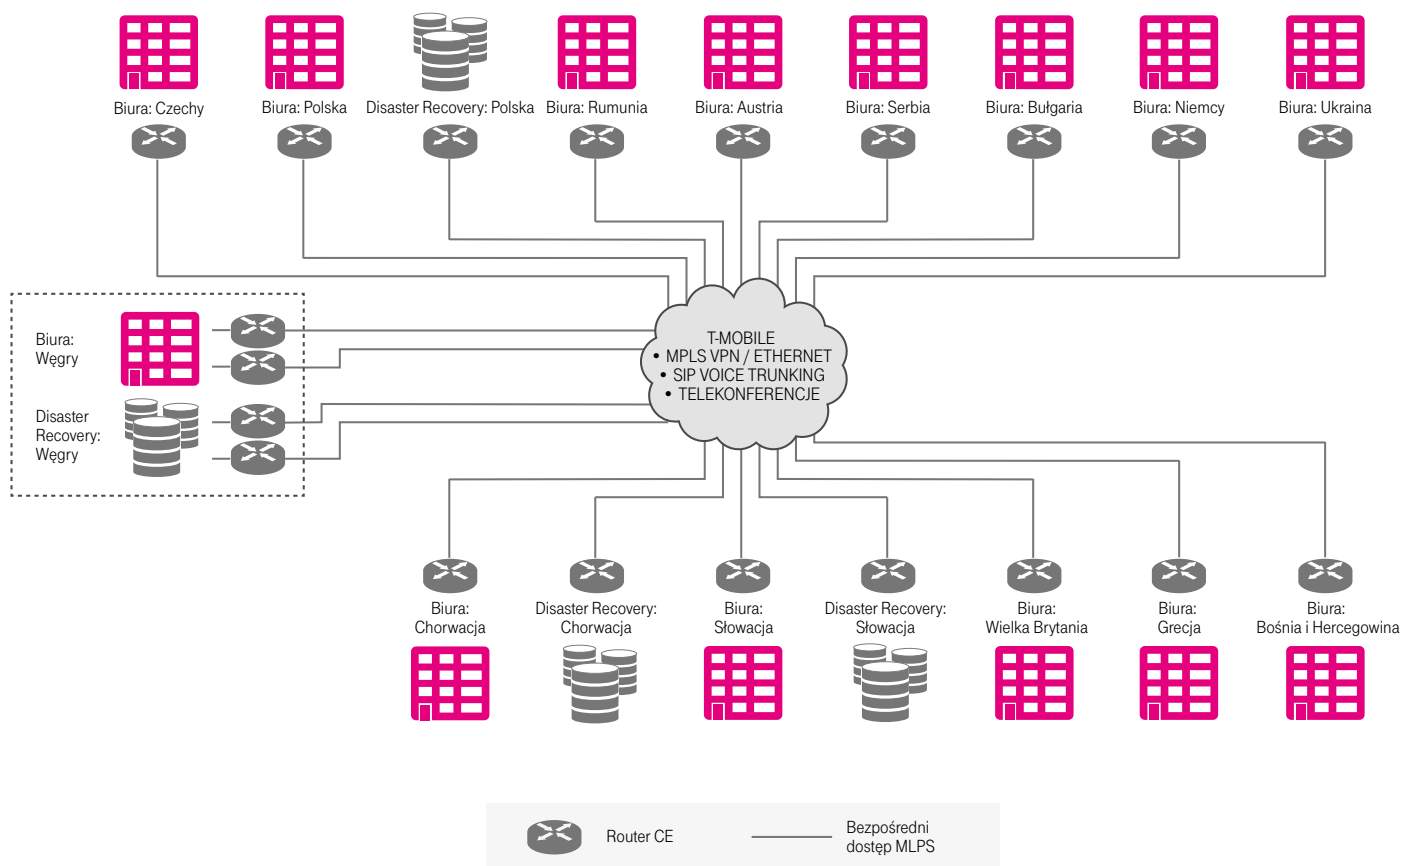 Biura: Czechy
Biura: Polska
Disaster Recovery: Polska
Biura: Rumunia
Biura: Austria
Biura: Serbia
Biura: Bułgaria
Biura: Niemcy
Biura: Ukraina
Biura:
Węgry
Disaster
Recovery:
Węgry
T-MOBILE
• MPLS VPN / ETHERNET
• SIP VOICE TRUNKING
• TELEKONFERENCJE
Biura:
Chorwacja
Disaster Recovery:
Chorwacja
Biura:
Słowacja
Disaster Recovery:
Słowacja
Biura:
Wielka Brytania
Biura:
Grecja
Biura:
Bośnia i Hercegowina
Router CE
Bezpośredni
dostęp MLPS